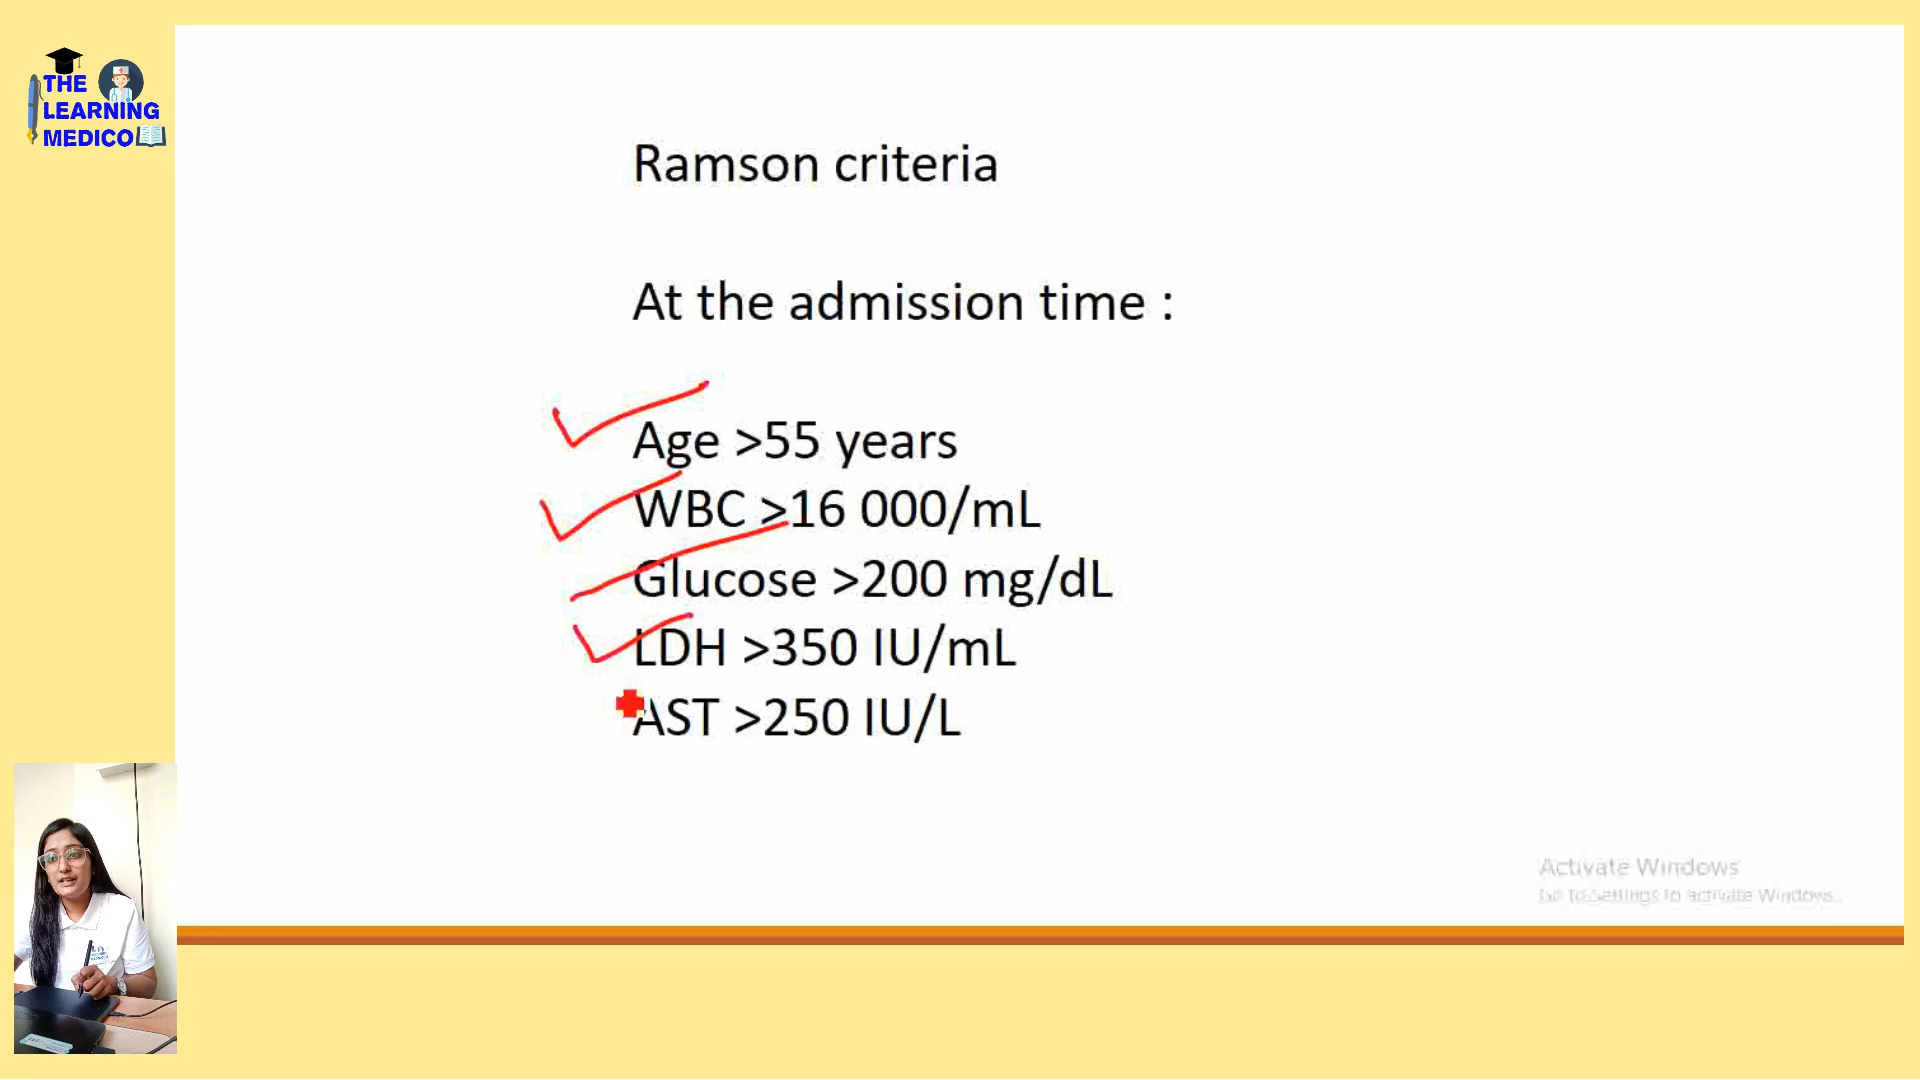 THE
LEARNING
MEDICO
Ramson criteria
At the admission time :
Age >55 years
WBC >16 000/mL
Glucose >200 mg/dL
LDH >350 IU/mL
AST >250 IU/L
Activate Windows
Go to Settings to activate Windows.